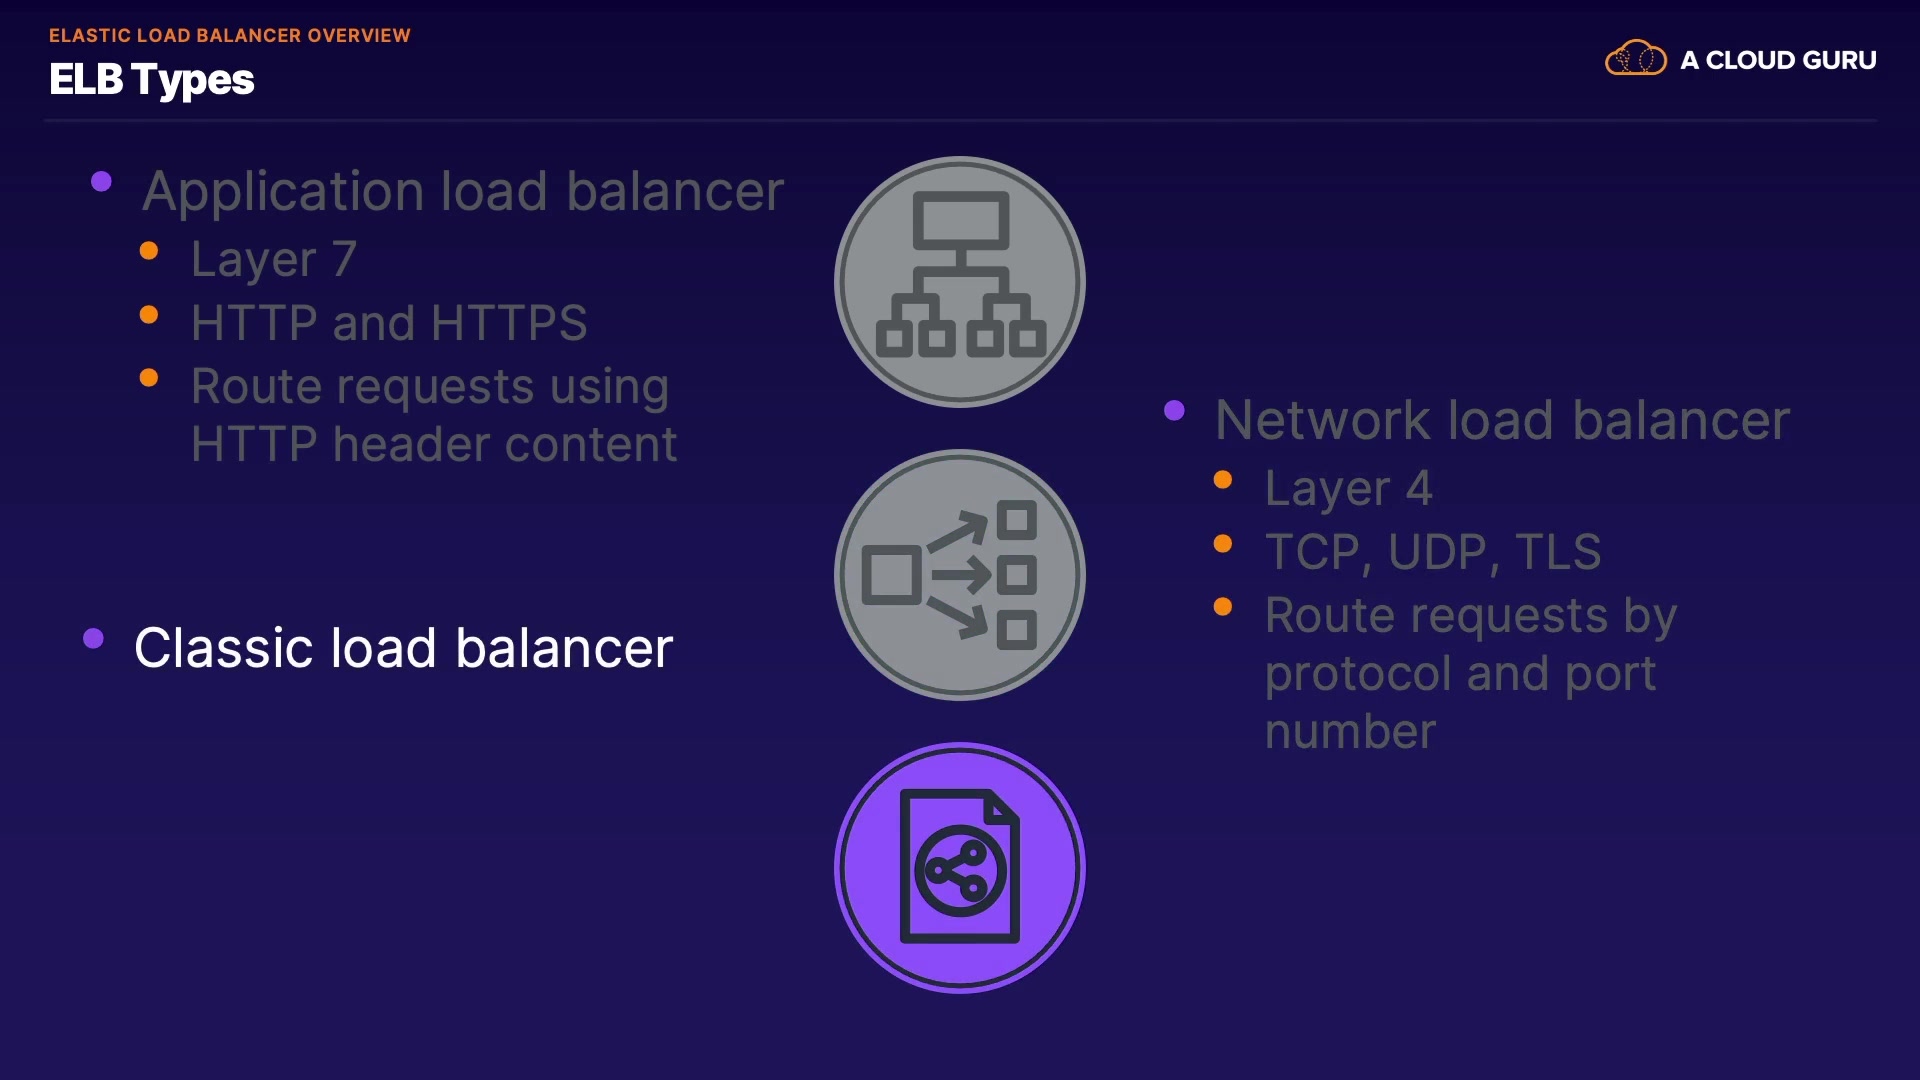 ELASTIC LOAD BALANCER OVERVIEW
ELB Types
A CLOUD GURU
Application load balancer
Layer 7
HTTP and HTTPS
Route requests using
HTTP header content
Network load balancer
Layer 4
TCP, UDP, TLS
Route requests by
protocol and port
number
Classic load balancer